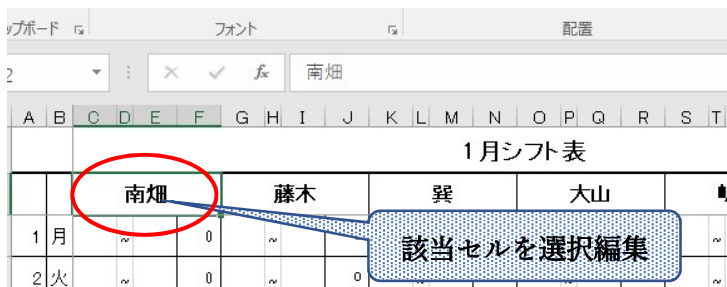 ップボード フォント 配置
2 fx 南畑
A B C D E F G H I J K L M N O P Q R S T
1月シフト表
南畑 藤木 巽 大山
1 月 ~ 0 ~ ~
2 火 ~ 0 ~ 0 ~ ~ ~
該当セルを選択編集